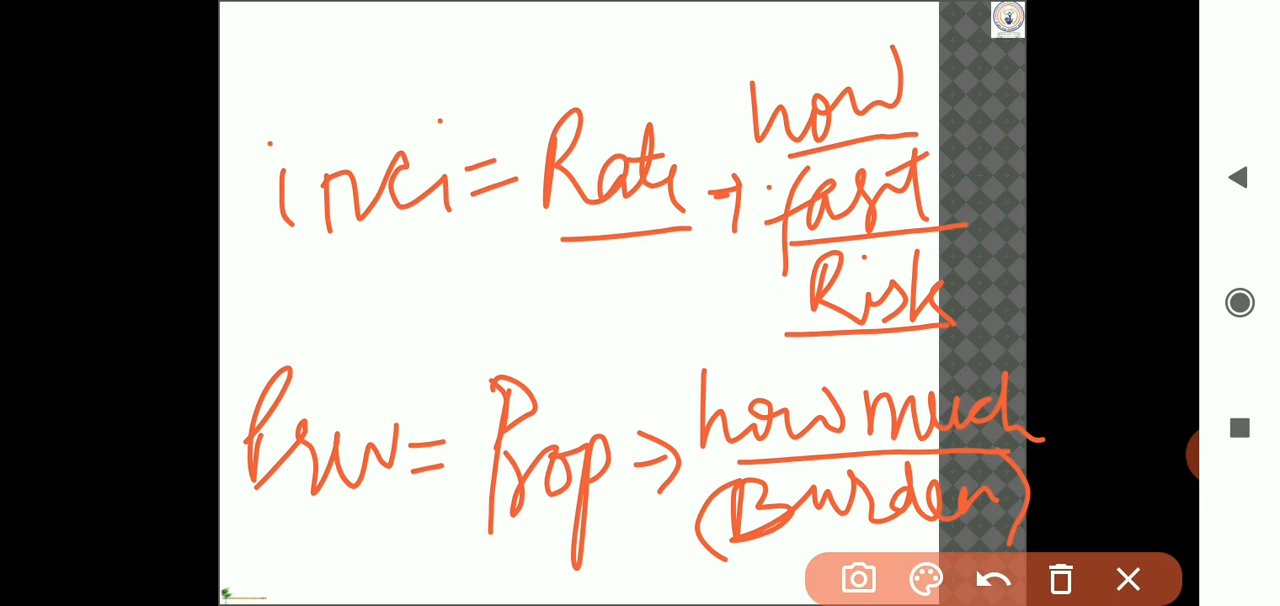 how
inci = Rate → fast
Risk
Prev = Prop → how much
(Burden)